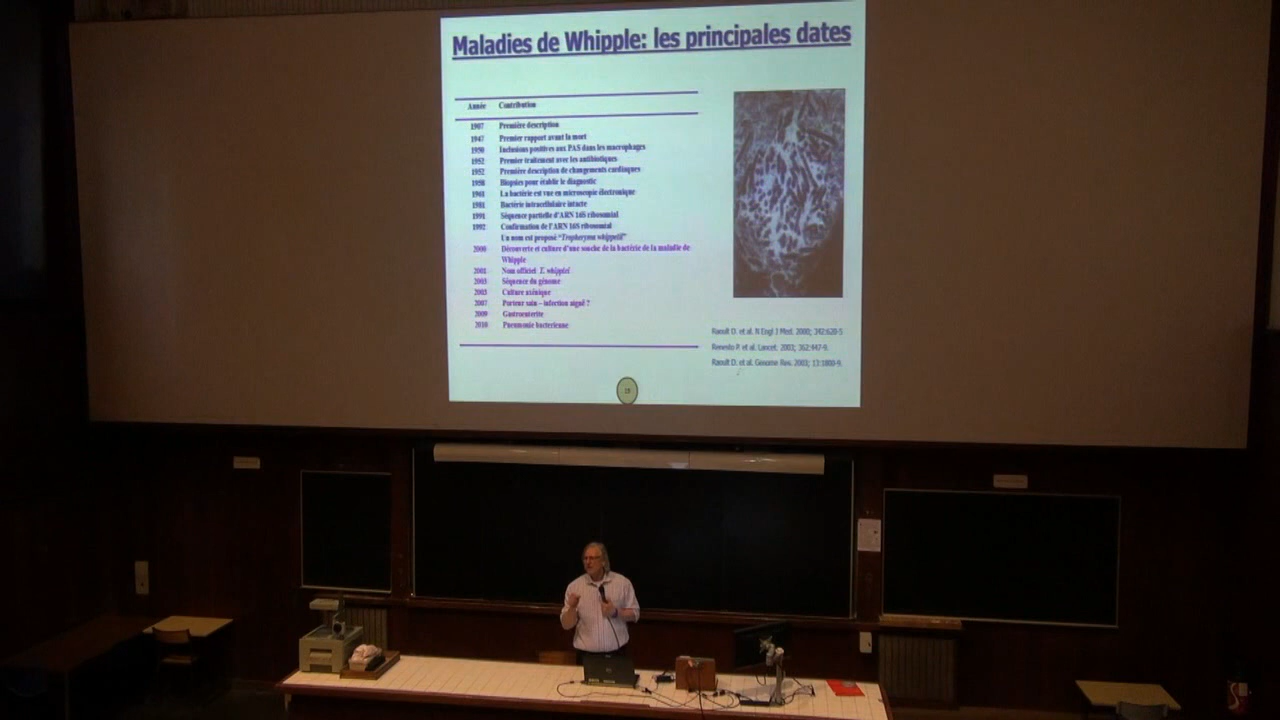 Maladies de Whipple: les principales dates
Année Contribution
1907 Première description
1947 Premier rapport avant la mort
1950 Inclusions positives aux PAS dans les macrophages
1952 Premier traitement avec les antibiotiques
1952 Première description de changements cardiaques
1958 Biopsies pour établir le diagnostic
1961 La bactérie est vue en microscopie électronique
1981 Bactérie intracellulaire intacte
1991 Séquence partielle d'ARN 16S ribosomial
1992 Confirmation de l'ARN 16S ribosomial
Un nom est proposé "Tropheryma whippelii"
2000 Découverte et culture d'une souche de la bactérie de la maladie de
Whipple
2001 Nom officiel T. whipplei
2003 Séquence du génome
2003 Culture axénique
2007 Porteur sain – infection aiguë ?
2009 Gastroenterite
2010 Pneumonie bacterienne
Raoult D. et al. N Engl J Med. 2000; 342:620-5
Renesto P. et al. Lancet. 2003; 362:447-9.
Raoult D. et al. Genome Res. 2003; 13:1800-9.